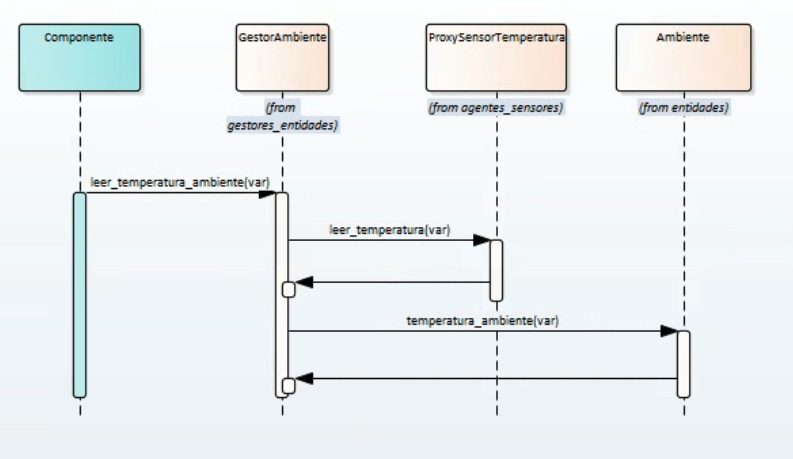 Componente
GestorAmbiente
ProxySensorTemperatura
Ambiente
(from
gestores_entidades)
(from agentes_sensores)
(from entidades)
leer_temperatura_ambiente(var)
leer_temperatura(var)
temperatura_ambiente(var)